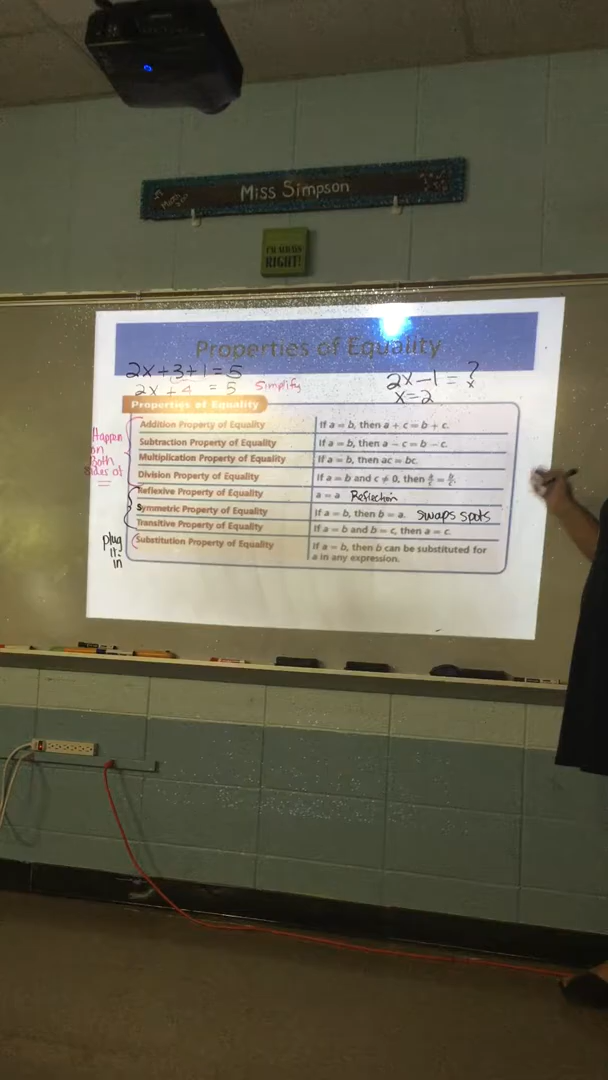 Miss Simpson
I'M ALWAYS
RIGHT!
Properties of Equality
2x+3+1=5
2x+4 = 5 Simplify
2x-1 = ?
x=2
Properties of Equality
Addition Property of Equality If a = b, then a + c = b + c.
Subtraction Property of Equality If a = b, then a − c = b − c.
Multiplication Property of Equality If a = b, then ac = bc.
Division Property of Equality If a = b and c ≠ 0, then a/c = b/c.
Reflexive Property of Equality a = a Reflection
Symmetric Property of Equality If a = b, then b = a. swaps spots
Transitive Property of Equality If a = b and b = c, then a = c.
Substitution Property of Equality If a = b, then b can be substituted for
a in any expression.
Happen
on
Both
sides of
=
plug
it
in